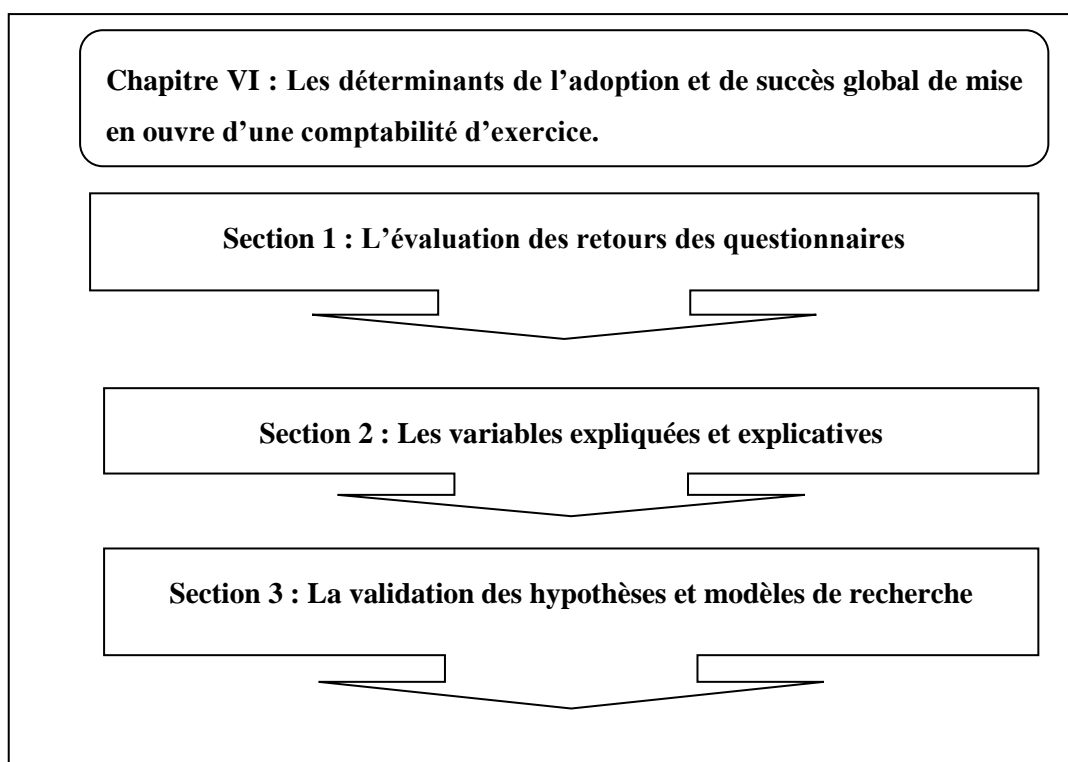 Chapitre VI : Les déterminants de l’adoption et de succès global de mise
en ouvre d’une comptabilité d’exercice.
Section 1 : L’évaluation des retours des questionnaires
Section 2 : Les variables expliquées et explicatives
Section 3 : La validation des hypothèses et modèles de recherche